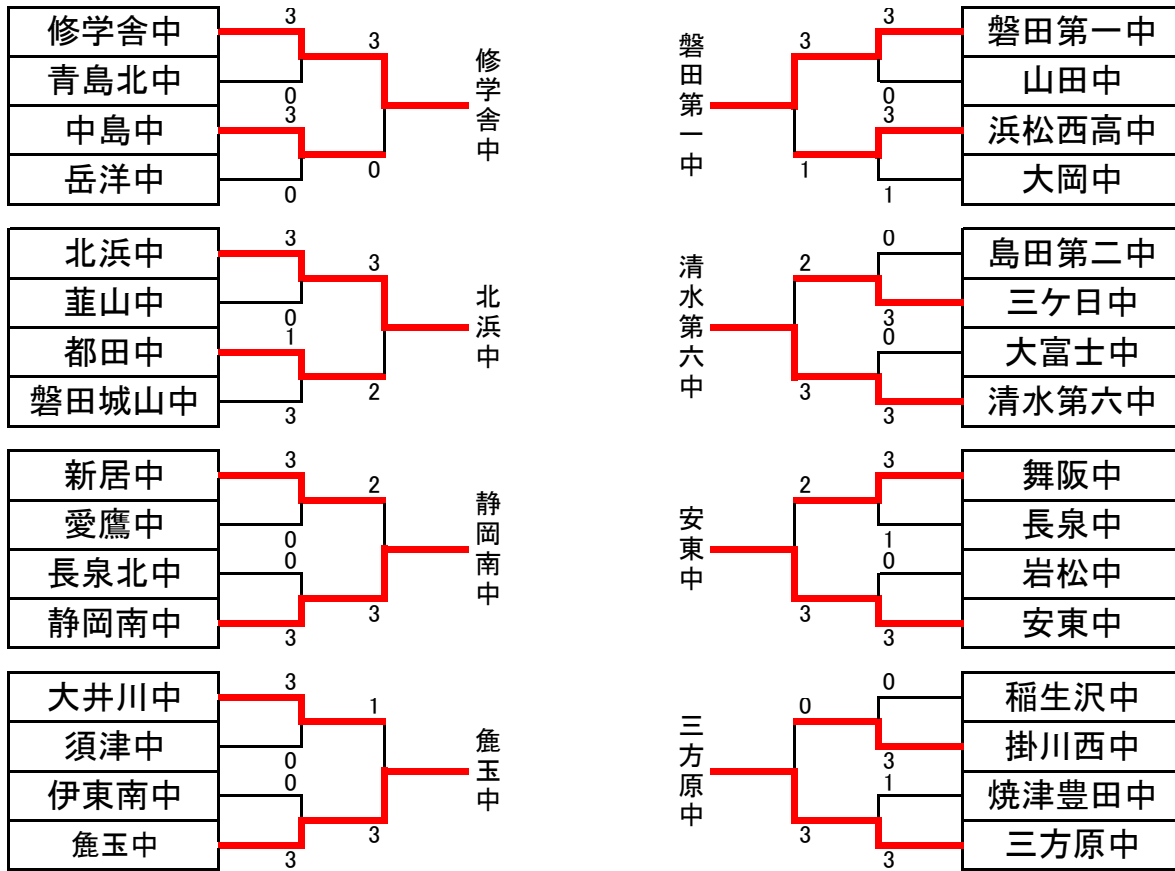 修学舎中
青島北中
中島中
岳洋中
3
0
3
0
3
0
修学舎中
北浜中
韮山中
都田中
磐田城山中
3
0
1
3
3
2
北浜中
新居中
愛鷹中
長泉北中
静岡南中
3
0
0
3
2
3
静岡南中
大井川中
須津中
伊東南中
麁玉中
3
0
0
3
1
3
麁玉中
磐田第一中
3
1
3
0
3
1
磐田第一中
山田中
浜松西高中
大岡中
清水第六中
2
3
0
3
0
3
島田第二中
三ケ日中
大富士中
清水第六中
安東中
2
3
3
1
0
3
舞阪中
長泉中
岩松中
安東中
三方原中
0
3
0
3
1
3
稲生沢中
掛川西中
焼津豊田中
三方原中